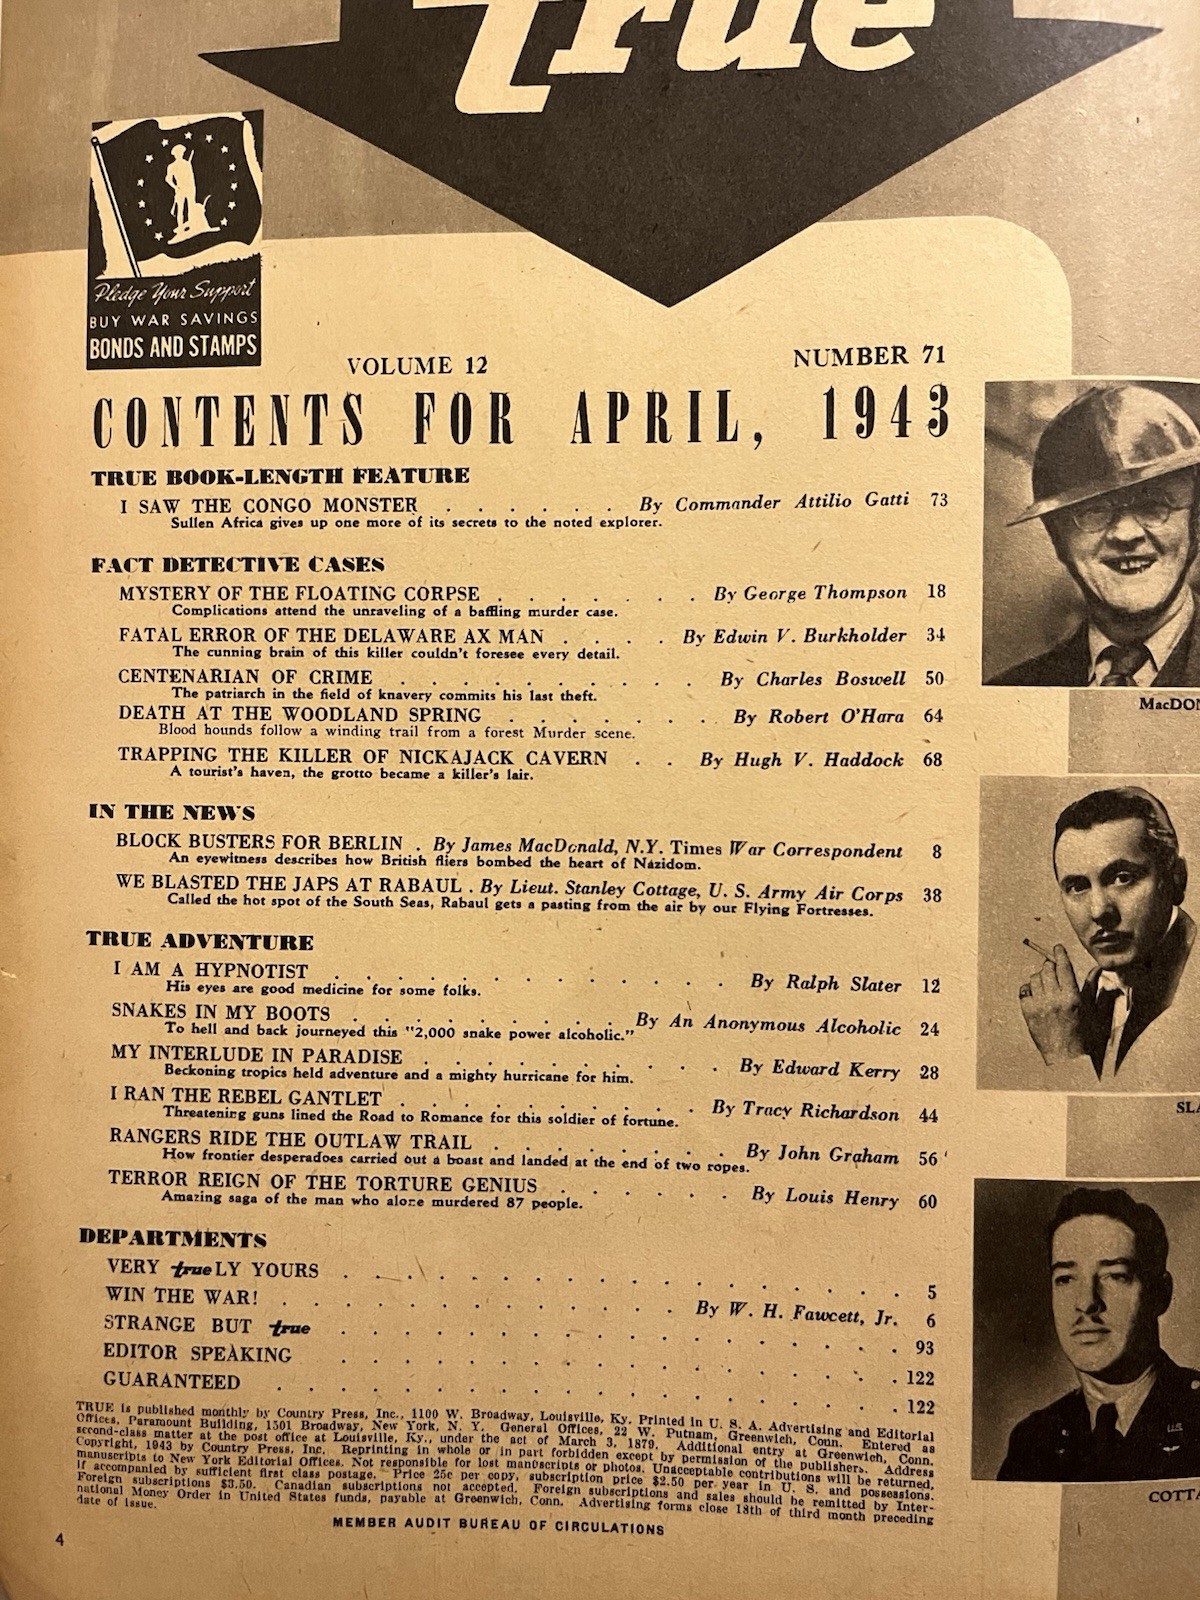 true
Pledge Your Support
BUY WAR SAVINGS
BONDS AND STAMPS
VOLUME 12 NUMBER 71
CONTENTS FOR APRIL, 1943
TRUE BOOK-LENGTH FEATURE
I SAW THE CONGO MONSTER . . . . . . By Commander Attilio Gatti 73
Sullen Africa gives up one more of its secrets to the noted explorer.
FACT DETECTIVE CASES
MYSTERY OF THE FLOATING CORPSE . . . . . . . By George Thompson 18
Complications attend the unraveling of a baffling murder case.
FATAL ERROR OF THE DELAWARE AX MAN . . . . By Edwin V. Burkholder 34
The cunning brain of this killer couldn't foresee every detail.
CENTENARIAN OF CRIME . . . . . . . . . . By Charles Boswell 50
The patriarch in the field of knavery commits his last theft.
DEATH AT THE WOODLAND SPRING . . . . . . . By Robert O'Hara 64
Blood hounds follow a winding trail from a forest Murder scene.
TRAPPING THE KILLER OF NICKAJACK CAVERN . . By Hugh V. Haddock 68
A tourist's haven, the grotto became a killer's lair.
IN THE NEWS
BLOCK BUSTERS FOR BERLIN . By James MacDonald, N.Y. Times War Correspondent 8
An eyewitness describes how British fliers bombed the heart of Nazidom.
WE BLASTED THE JAPS AT RABAUL . By Lieut. Stanley Cottage, U. S. Army Air Corps 38
Called the hot spot of the South Seas, Rabaul gets a pasting from the air by our Flying Fortresses.
TRUE ADVENTURE
I AM A HYPNOTIST . . . . . . . . . . . . By Ralph Slater 12
His eyes are good medicine for some folks.
SNAKES IN MY BOOTS . . . . . . . . . By An Anonymous Alcoholic 24
To hell and back journeyed this "2,000 snake power alcoholic."
MY INTERLUDE IN PARADISE . . . . . . . . . By Edward Kerry 28
Beckoning tropics held adventure and a mighty hurricane for him.
I RAN THE REBEL GANTLET . . . . . . . . . By Tracy Richardson 44
Threatening guns lined the Road to Romance for this soldier of fortune.
RANGERS RIDE THE OUTLAW TRAIL . . . . . . . By John Graham 56
How frontier desperadoes carried out a boast and landed at the end of two ropes.
TERROR REIGN OF THE TORTURE GENIUS . . . . . . By Louis Henry 60
Amazing saga of the man who alone murdered 87 people.
DEPARTMENTS
VERY true LY YOURS . . . . . . . . . . . . . . . . 5
WIN THE WAR! . . . . . . . . . . . By W. H. Fawcett, Jr. 6
STRANGE BUT true . . . . . . . . . . . . . . . . 93
EDITOR SPEAKING . . . . . . . . . . . . . . . . 122
GUARANTEED . . . . . . . . . . . . . . . . . . 122
TRUE is published monthly by Country Press, Inc., 1100 W. Broadway, Louisville, Ky. Printed in U. S. A. Advertising and Editorial
Offices, Paramount Building, 1501 Broadway, New York, N. Y. General Offices, 22 W. Putnam, Greenwich, Conn. Entered as
second-class matter at the post office at Louisville, Ky., under the act of March 3, 1879. Additional entry at Greenwich, Conn.
Copyright, 1943 by Country Press, Inc. Reprinting in whole or in part forbidden except by permission of the publishers. Address
manuscripts to New York Editorial Offices. Not responsible for lost manuscripts or photos. Unacceptable contributions will be returned,
if accompanied by sufficient first class postage. Price 25c per copy, subscription price $2.50 per year in U. S. and possessions.
Foreign subscriptions $3.50. Canadian subscriptions not accepted. Foreign subscriptions and sales should be remitted by Inter-
national Money Order in United States funds, payable at Greenwich, Conn. Advertising forms close 18th of third month preceding
date of issue.
MEMBER AUDIT BUREAU OF CIRCULATIONS
4
MacDON
SLA
U.S.
COTTA